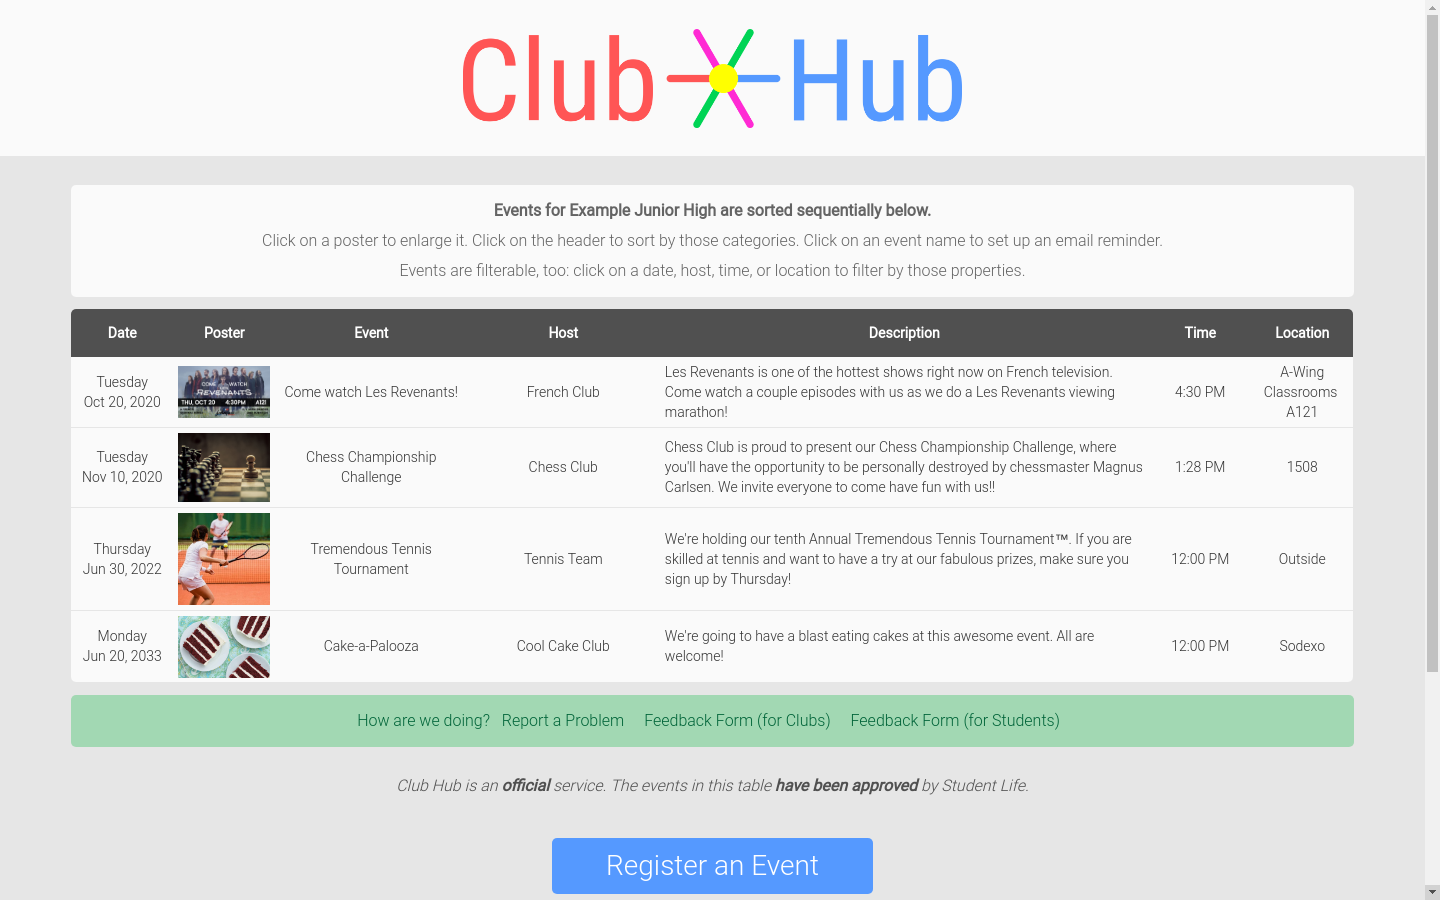 Club Hub
Events for Example Junior High are sorted sequentially below.
Click on a poster to enlarge it. Click on the header to sort by those categories. Click on an event name to set up an email reminder.
Events are filterable, too: click on a date, host, time, or location to filter by those properties.
Date Poster Event Host Description Time Location
Tuesday
Oct 20, 2020
COME WATCH
LES REVENANTS
THU, OCT 20 4:30PM A121
Come watch Les Revenants!
French Club
Les Revenants is one of the hottest shows right now on French television.
Come watch a couple episodes with us as we do a Les Revenants viewing
marathon!
4:30 PM
A-Wing
Classrooms
A121
Tuesday
Nov 10, 2020
Chess Championship
Challenge
Chess Club
Chess Club is proud to present our Chess Championship Challenge, where
you'll have the opportunity to be personally destroyed by chessmaster Magnus
Carlsen. We invite everyone to come have fun with us!!
1:28 PM
1508
Thursday
Jun 30, 2022
Tremendous Tennis
Tournament
Tennis Team
We're holding our tenth Annual Tremendous Tennis Tournament™. If you are
skilled at tennis and want to have a try at our fabulous prizes, make sure you
sign up by Thursday!
12:00 PM
Outside
Monday
Jun 20, 2033
Cake-a-Palooza
Cool Cake Club
We're going to have a blast eating cakes at this awesome event. All are
welcome!
12:00 PM
Sodexo
How are we doing? Report a Problem Feedback Form (for Clubs) Feedback Form (for Students)
Club Hub is an official service. The events in this table have been approved by Student Life.
Register an Event